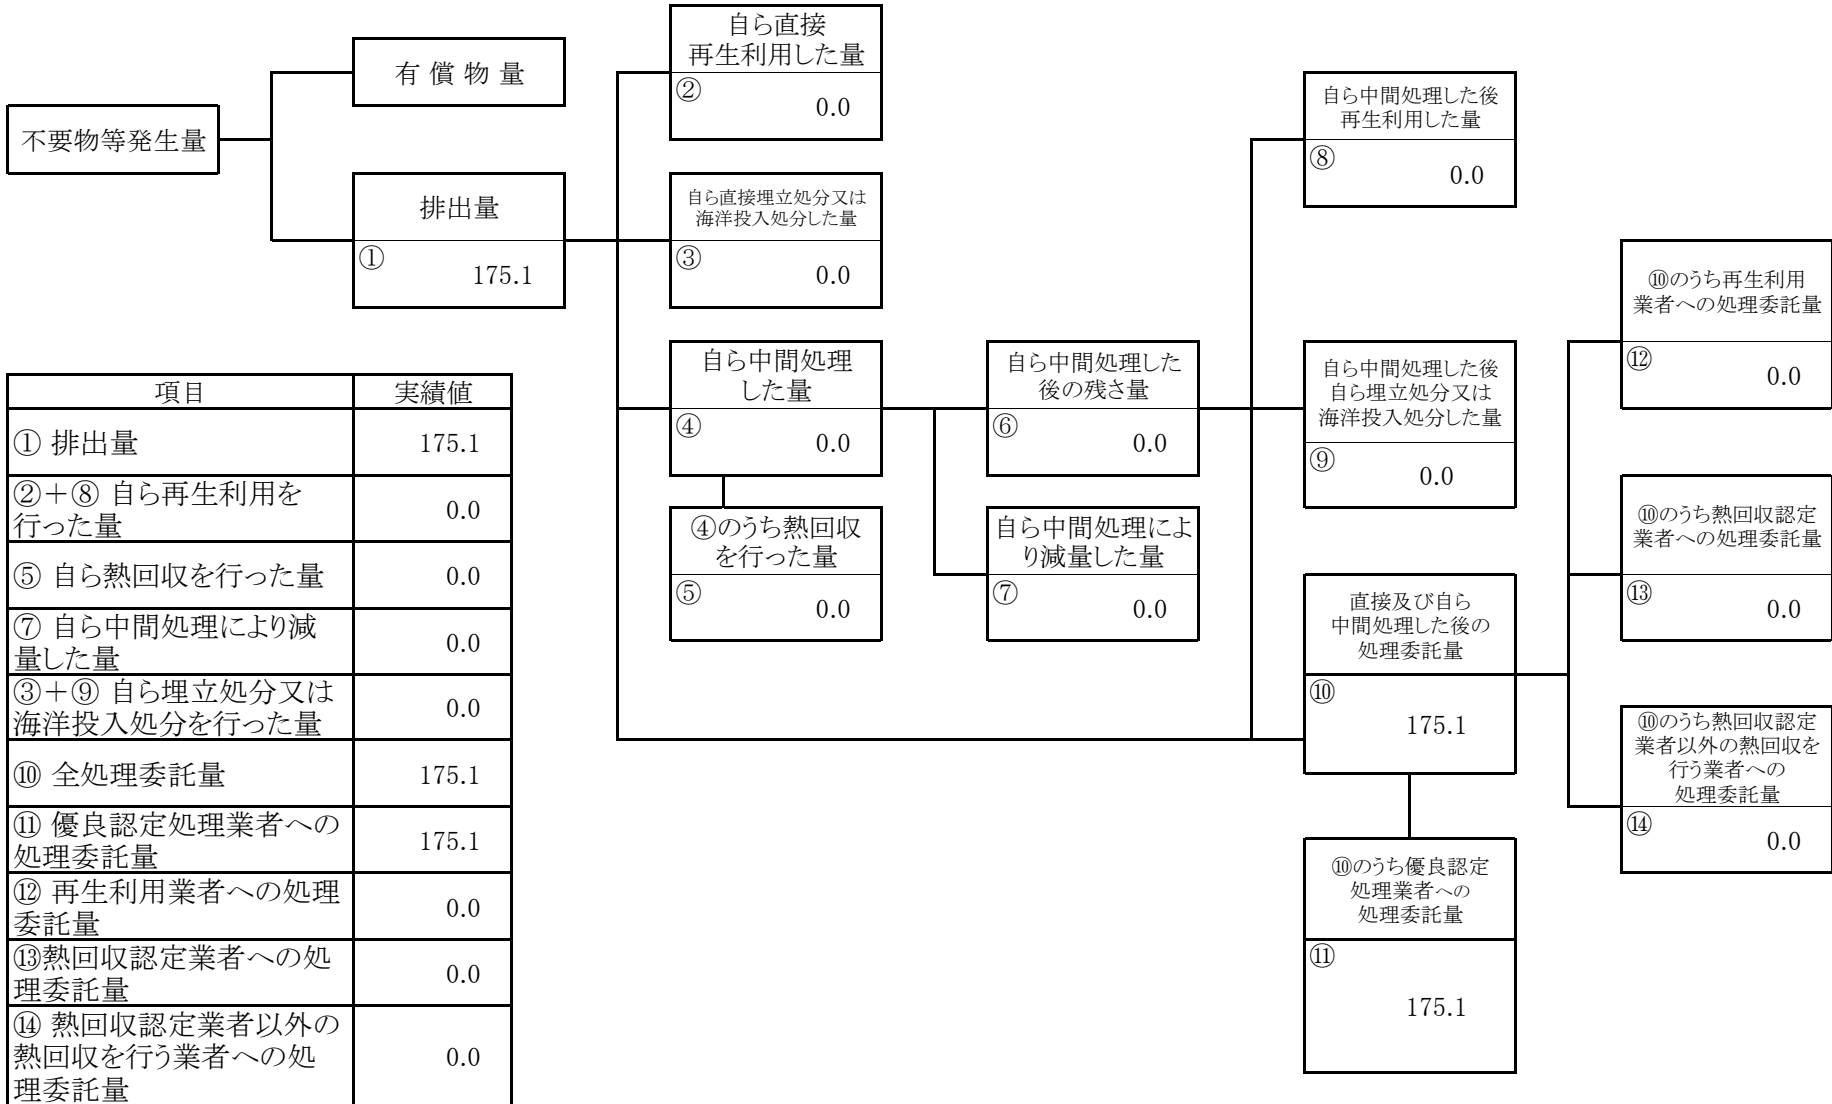 不要物等発生量
有償物量
排出量
①
175.1
自ら直接
再生利用した量
②
0.0
自ら直接埋立処分又は
海洋投入処分した量
③
0.0
自ら中間処理
した量
④
0.0
④のうち熱回収
を行った量
⑤
0.0
自ら中間処理した
後の残さ量
⑥
0.0
自ら中間処理によ
り減量した量
⑦
0.0
自ら中間処理した後
再生利用した量
⑧
0.0
自ら中間処理した後
自ら埋立処分又は
海洋投入処分した量
⑨
0.0
直接及び自ら
中間処理した後の
処理委託量
⑩
175.1
⑩のうち優良認定
処理業者への
処理委託量
⑪
175.1
⑩のうち再生利用
業者への処理委託量
⑫
0.0
⑩のうち熱回収認定
業者への処理委託量
⑬
0.0
⑩のうち熱回収認定
業者以外の熱回収を
行う業者への
処理委託量
⑭
0.0
項目 実績値
① 排出量 175.1
②＋⑧ 自ら再生利用を
行った量 0.0
⑤ 自ら熱回収を行った量 0.0
⑦ 自ら中間処理により減
量した量 0.0
③＋⑨ 自ら埋立処分又は
海洋投入処分を行った量 0.0
⑩ 全処理委託量 175.1
⑪ 優良認定処理業者への
処理委託量 175.1
⑫ 再生利用業者への処理
委託量 0.0
⑬熱回収認定業者への処
理委託量 0.0
⑭ 熱回収認定業者以外の
熱回収を行う業者への処
理委託量 0.0